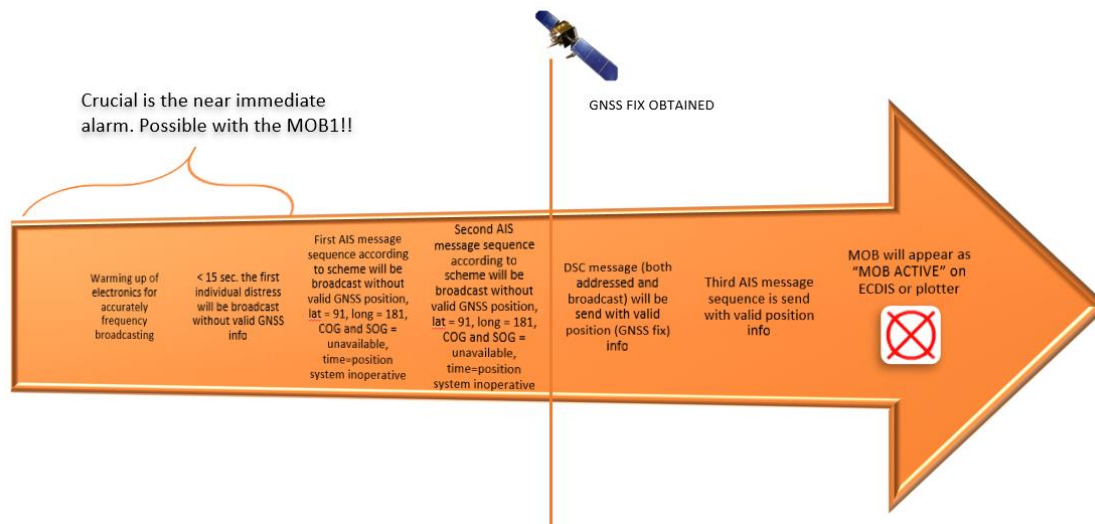 GNSS FIX OBTAINED
Crucial is the near immediate
alarm. Possible with the MOB1!!
Warming up of
electronics for
accurately
frequency
broadcasting
< 15 sec. the first
individual distress
will be broadcast
without valid GNSS
info
First AIS message
sequence according
to scheme will be
broadcast without
valid GNSS position,
lat = 91, long = 181,
COG and SOG =
unavailable,
time=position
system inoperative
Second AIS
message sequence
according to
scheme will be
broadcast without
valid GNSS position,
lat = 91, long = 181,
COG and SOG =
unavailable,
time=position
system inoperative
DSC message (both
addressed and
broadcast) will be
send with valid
position (GNSS fix)
info
Third AIS message
sequence is send
with valid position
info
MOB will appear as
“MOB ACTIVE” on
ECDIS or plotter